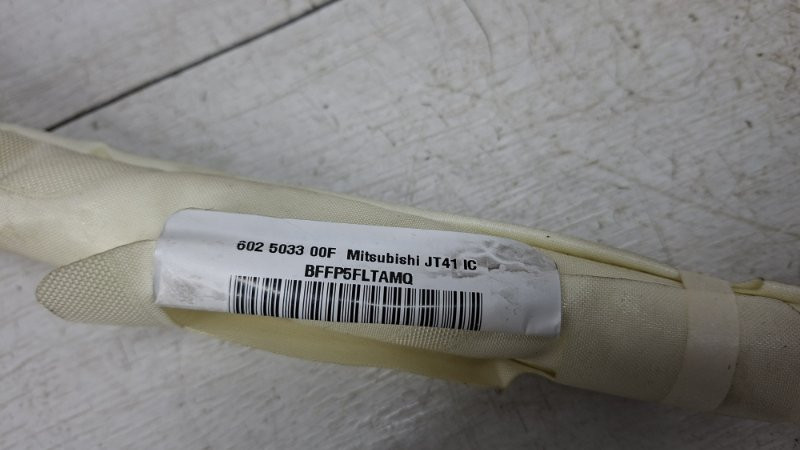 602 5033 00F Mitsubishi JT41 IC
BFFP5FLTAMQ